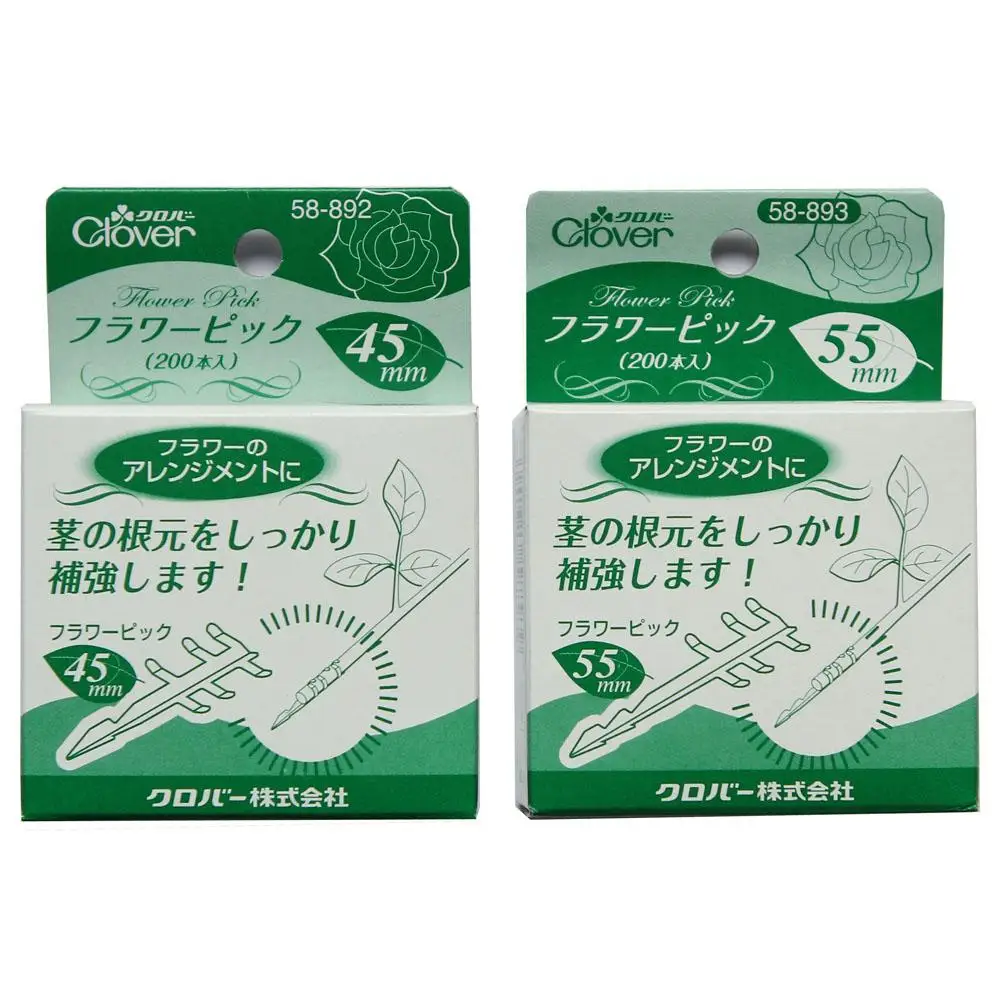 クロバー
Clover
58-892
Flower Pick
フラワーピック
(200本入)
45
mm
フラワーの
アレンジメントに
茎の根元をしっかり
補強します!
フラワーピック
45
mm
クロバー株式会社
クロバー
Clover
58-893
Flower Pick
フラワーピック
(200本入)
55
mm
フラワーの
アレンジメントに
茎の根元をしっかり
補強します!
フラワーピック
55
mm
クロバー株式会社